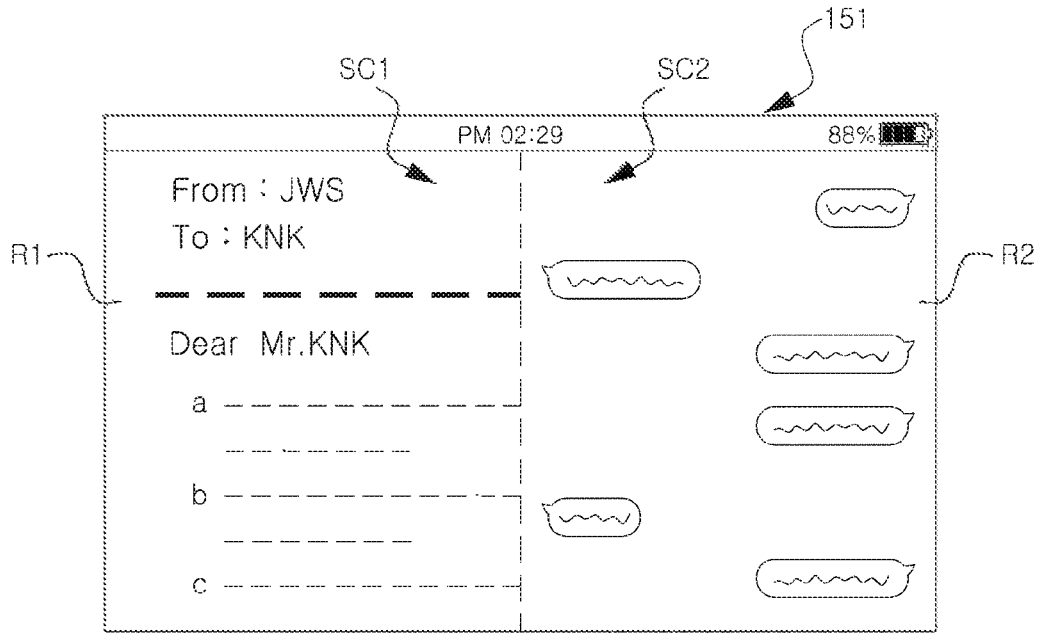 151
SC1 SC2
PM 02:29 88%
From : JWS
To : KNK
R1 R2
Dear Mr.KNK
a
b
c